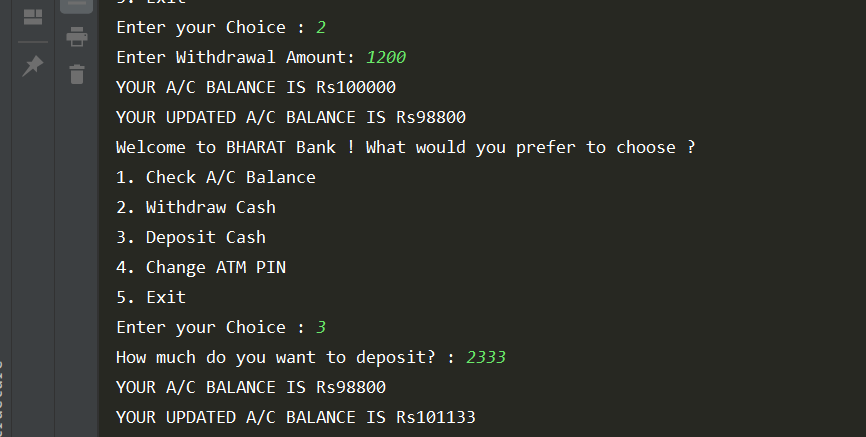 5. Exit
Enter your Choice : 2
Enter Withdrawal Amount: 1200
YOUR A/C BALANCE IS Rs100000
YOUR UPDATED A/C BALANCE IS Rs98800
Welcome to BHARAT Bank ! What would you prefer to choose ?
1. Check A/C Balance
2. Withdraw Cash
3. Deposit Cash
4. Change ATM PIN
5. Exit
Enter your Choice : 3
How much do you want to deposit? : 2333
YOUR A/C BALANCE IS Rs98800
YOUR UPDATED A/C BALANCE IS Rs101133